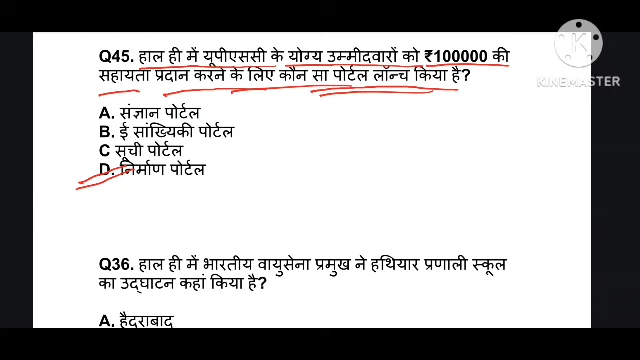 Q45. हाल ही में यूपीएससी के योग्य उम्मीदवारों को ₹100000 की
सहायता प्रदान करने के लिए कौन सा पोर्टल लॉन्च किया है?
A. संज्ञान पोर्टल
B. ई सांख्यिकी पोर्टल
C सूची पोर्टल
D. निर्माण पोर्टल
Q36. हाल ही में भारतीय वायुसेना प्रमुख ने हथियार प्रणाली स्कूल
का उद्घाटन कहां किया है?
A. हैदराबाद
KINEMASTER